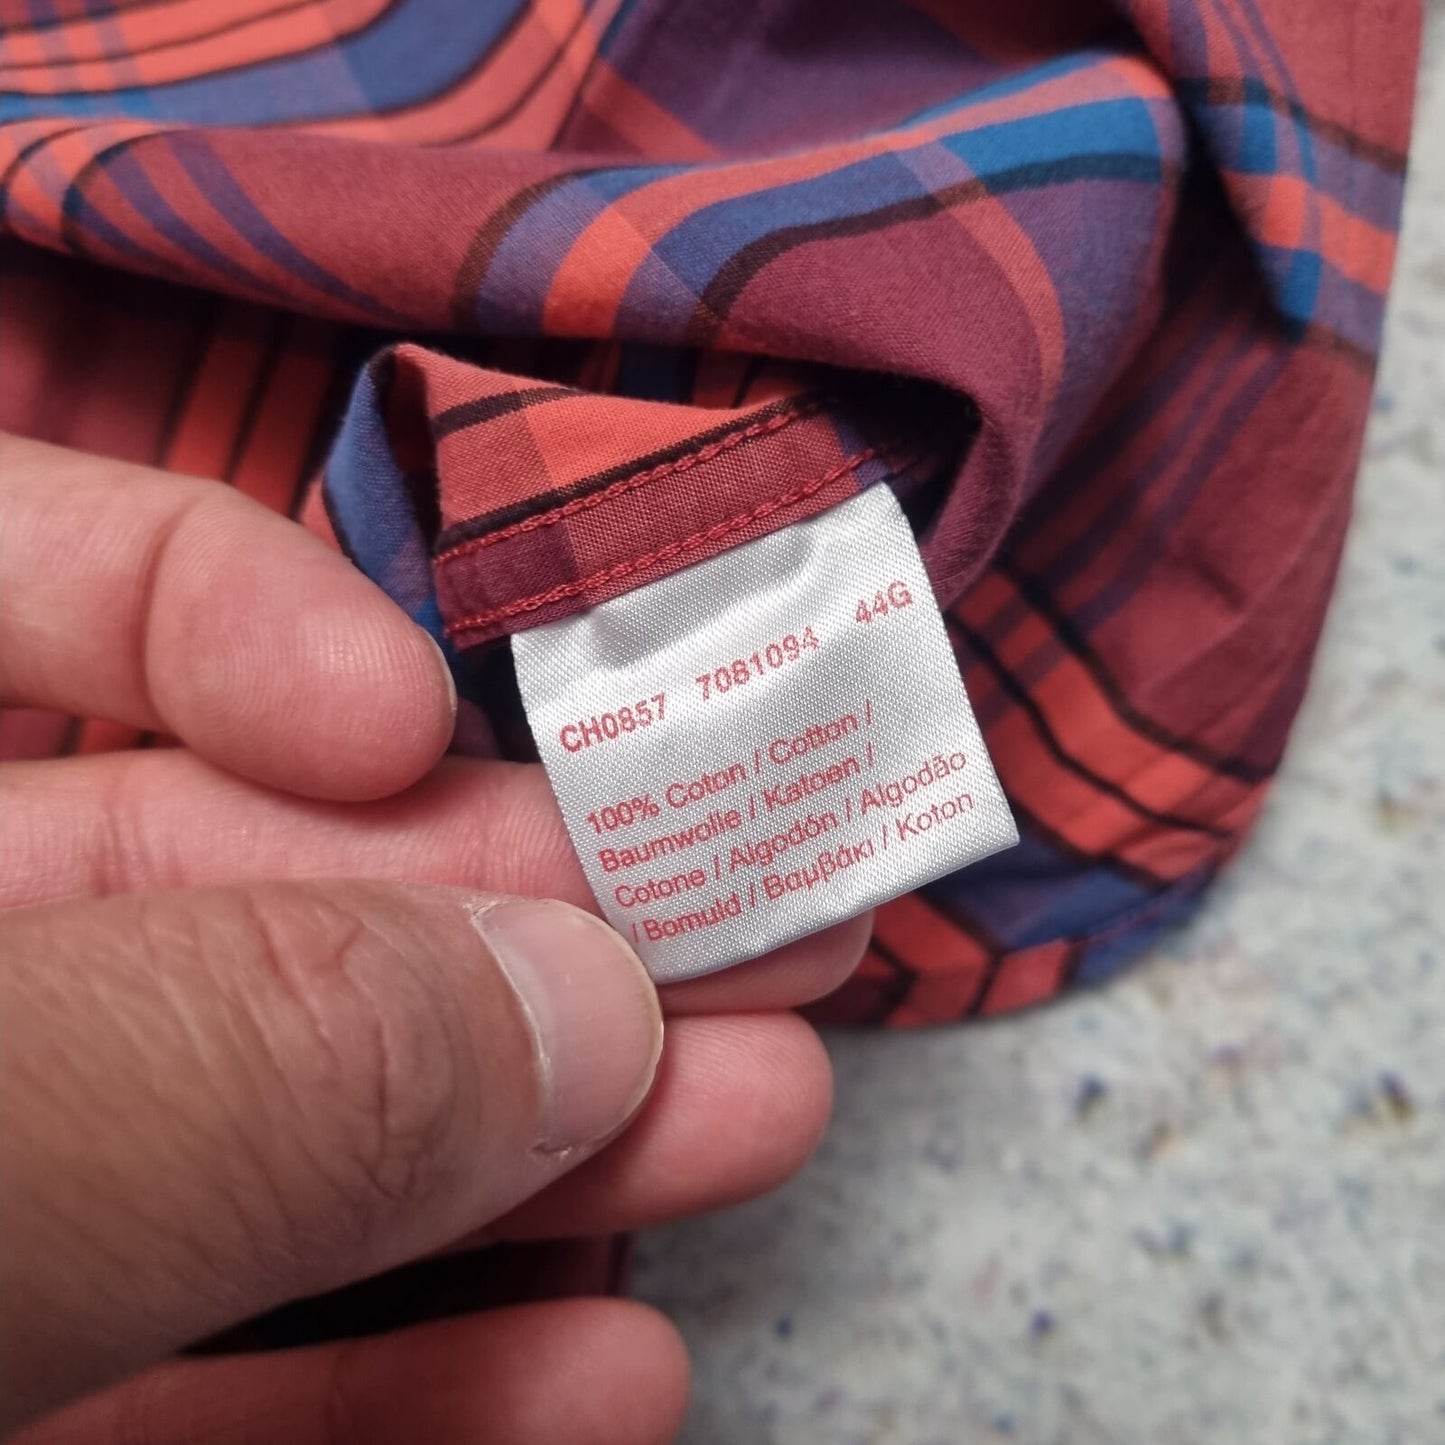 CH0857 7081094 44G
100% Coton / Cotton /
Baumwolle / Katoen /
Cotone / Algodón / Algodão
/ Bomuld / Βαμβάκι / Koton